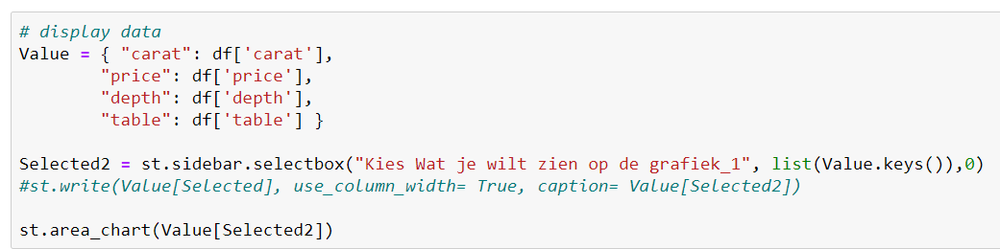 # display data
Value = { "carat": df['carat'],
"price": df['price'],
"depth": df['depth'],
"table": df['table'] }
Selected2 = st.sidebar.selectbox("Kies Wat je wilt zien op de grafiek_1", list(Value.keys()),0)
#st.write(Value[Selected], use_column_width= True, caption= Value[Selected2])
st.area_chart(Value[Selected2])